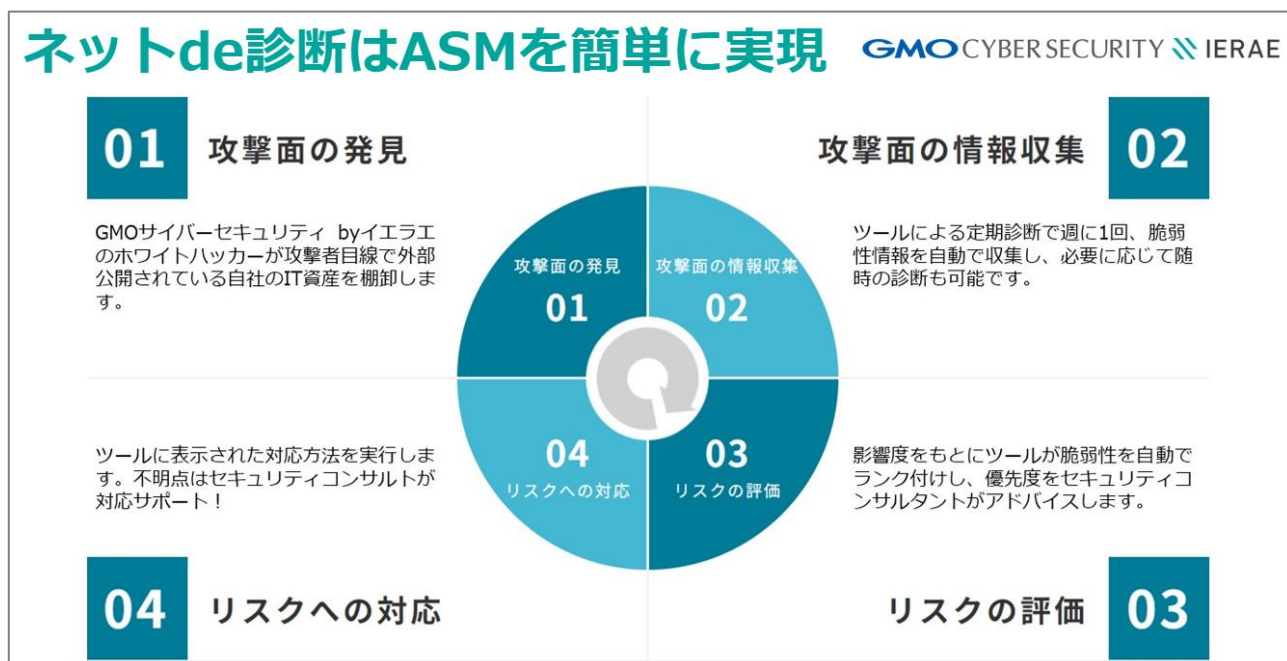 ネットde診断はASMを簡単に実現
GMO CYBER SECURITY IERAE
01
攻撃面の発見
GMOサイバーセキュリティ byイエラエ
のホワイトハッカーが攻撃者目線で外部
公開されている自社のIT資産を棚卸しま
す。
攻撃面の情報収集
02
ツールによる定期診断で週に1回、脆弱
性情報を自動で収集し、必要に応じて随
時の診断も可能です。
攻撃面の発見
01
攻撃面の情報収集
02
04
リスクへの対応
03
リスクの評価
ツールに表示された対応方法を実行しま
す。不明点はセキュリティコンサルトが
対応サポート!
04
リスクへの対応
影響度をもとにツールが脆弱性を自動で
ランク付けし、優先度をセキュリティコ
ンサルタントがアドバイスします。
リスクの評価
03